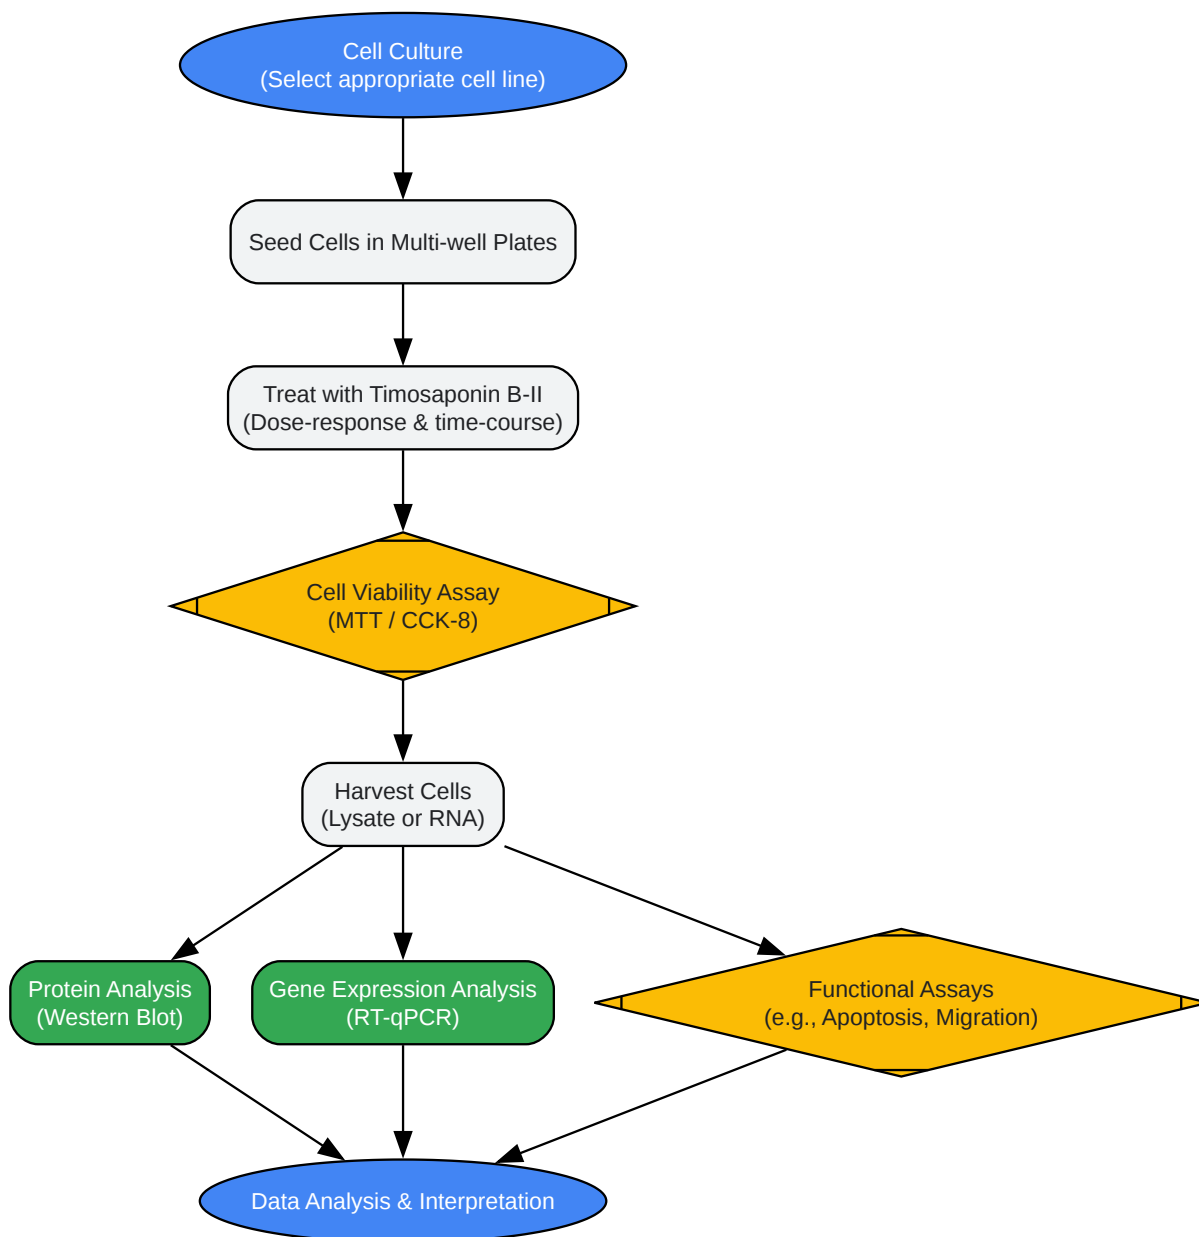 Cell Culture
(Select appropriate cell line)
Seed Cells in Multi-well Plates
Treat with Timosaponin B-II
(Dose-response & time-course)
Cell Viability Assay
(MTT / CCK-8)
Harvest Cells
(Lysate or RNA)
Protein Analysis
(Western Blot)
Gene Expression Analysis
(RT-qPCR)
Functional Assays
(e.g., Apoptosis, Migration)
Data Analysis & Interpretation